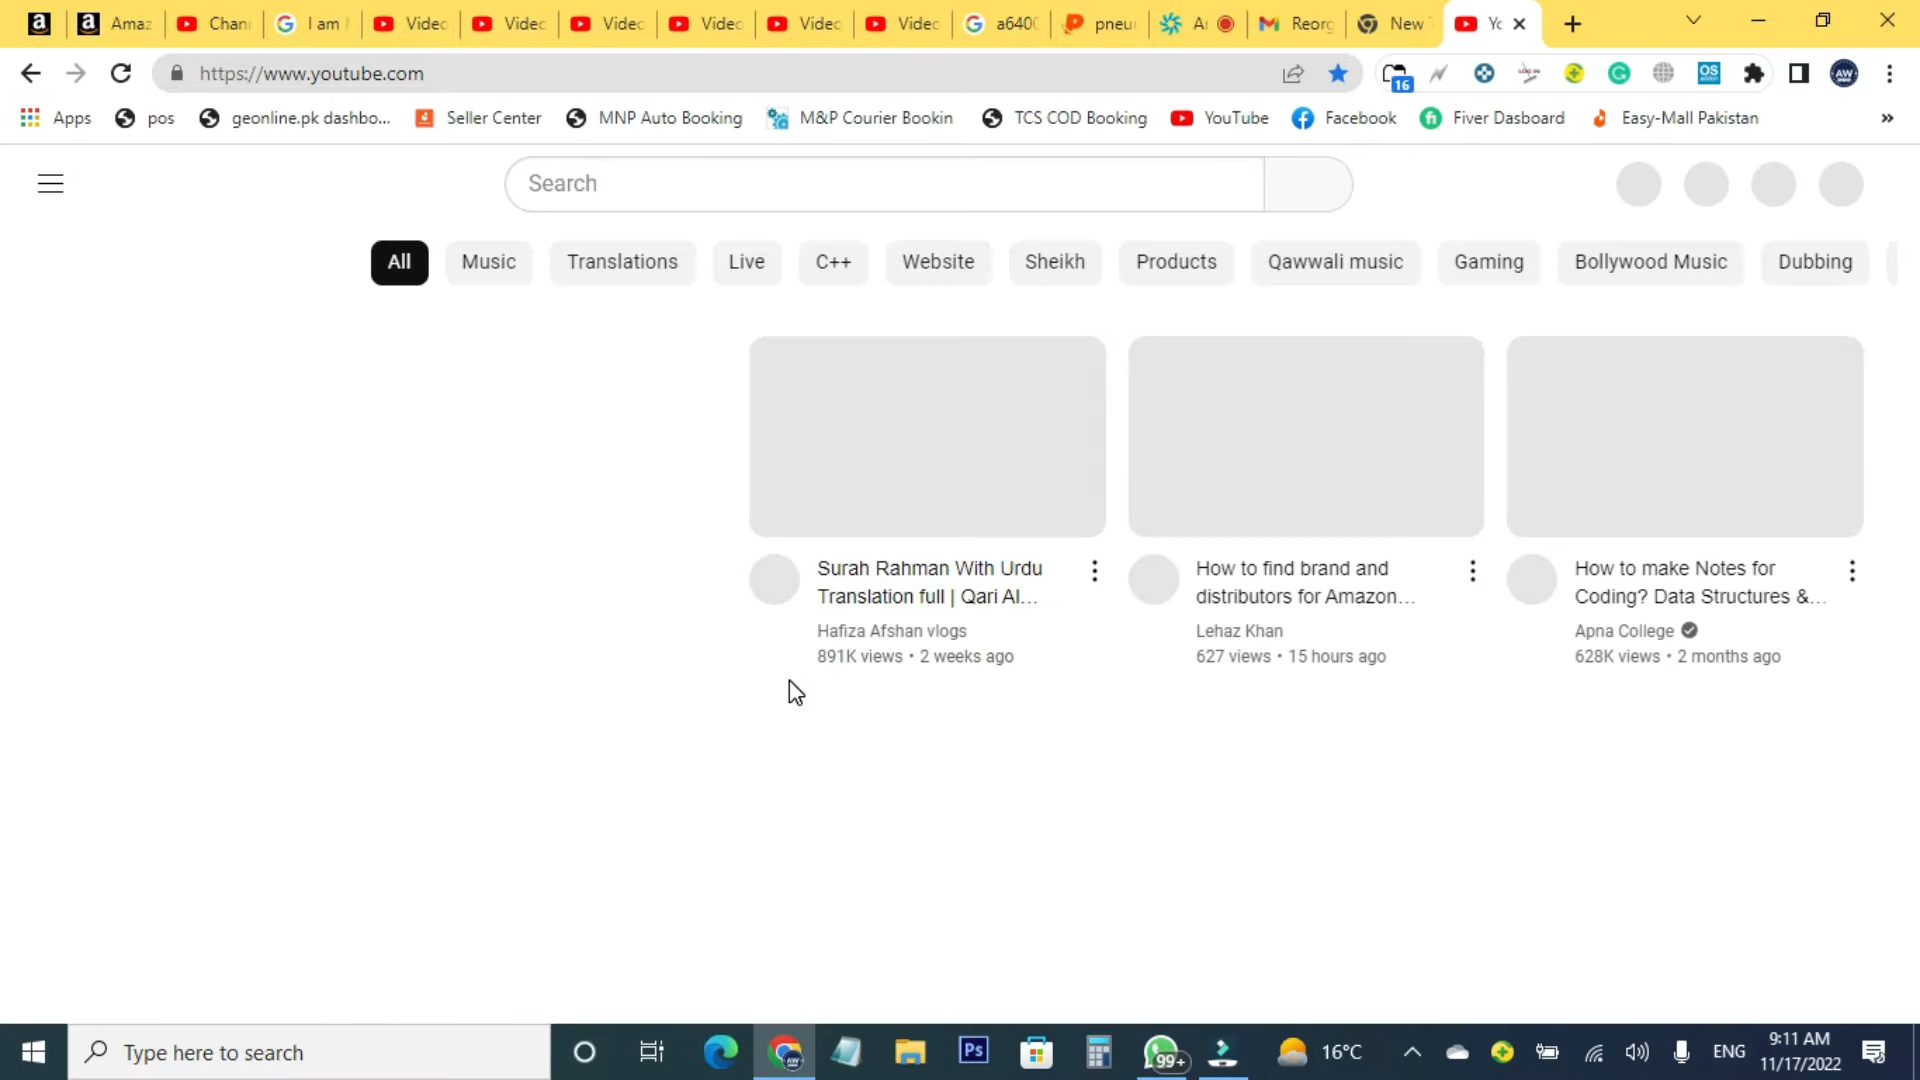 Amaz
Chan
I am
Video
Video
Video
Video
Video
Video
a640
pneu
A
Reorg
New
Yo
https://www.youtube.com
16
AW
Apps
pos
geonline.pk dashbo...
Seller Center
MNP Auto Booking
M&P Courier Bookin
TCS COD Booking
YouTube
Facebook
Fiver Dasboard
Easy-Mall Pakistan
»
Search
All
Music
Translations
Live
C++
Website
Sheikh
Products
Qawwali music
Gaming
Bollywood Music
Dubbing
Surah Rahman With Urdu
Translation full | Qari Al...
Hafiza Afshan vlogs
891K views • 2 weeks ago
How to find brand and
distributors for Amazon...
Lehaz Khan
627 views • 15 hours ago
How to make Notes for
Coding? Data Structures &...
Apna College
628K views • 2 months ago
Type here to search
Ps
99+
16°C
ENG
9:11 AM
11/17/2022